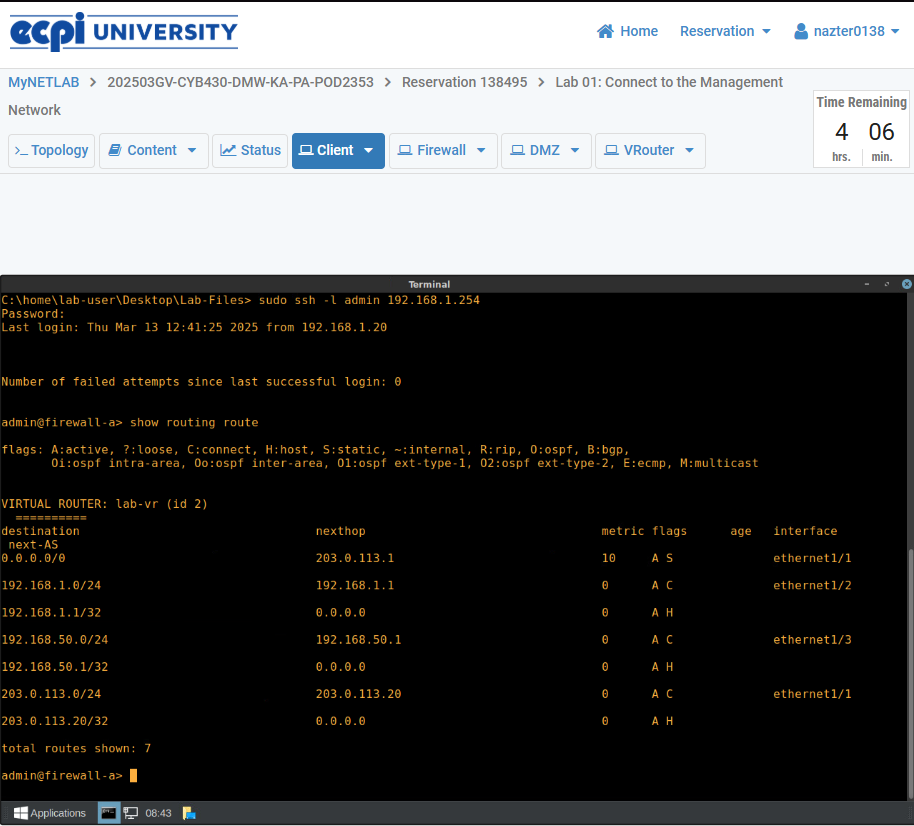 ecpi UNIVERSITY
Home Reservation nazter0138
MyNETLAB > 202503GV-CYB430-DMW-KA-PA-POD2353 > Reservation 138495 > Lab 01: Connect to the Management
Network
Time Remaining
4 06
hrs. min.
>_ Topology Content Status Client Firewall DMZ VRouter
Terminal
C:\home\lab-user\Desktop\Lab-Files> sudo ssh -l admin 192.168.1.254
Password:
Last login: Thu Mar 13 12:41:25 2025 from 192.168.1.20
Number of failed attempts since last successful login: 0
admin@firewall-a> show routing route
flags: A:active, ?:loose, C:connect, H:host, S:static, ~:internal, R:rip, O:ospf, B:bgp,
Oi:ospf intra-area, Oo:ospf inter-area, O1:ospf ext-type-1, O2:ospf ext-type-2, E:ecmp, M:multicast
VIRTUAL ROUTER: lab-vr (id 2)
==========
destination nexthop metric flags age interface
next-AS
0.0.0.0/0 203.0.113.1 10 A S ethernet1/1
192.168.1.0/24 192.168.1.1 0 A C ethernet1/2
192.168.1.1/32 0.0.0.0 0 A H
192.168.50.0/24 192.168.50.1 0 A C ethernet1/3
192.168.50.1/32 0.0.0.0 0 A H
203.0.113.0/24 203.0.113.20 0 A C ethernet1/1
203.0.113.20/32 0.0.0.0 0 A H
total routes shown: 7
admin@firewall-a>
Applications 08:43